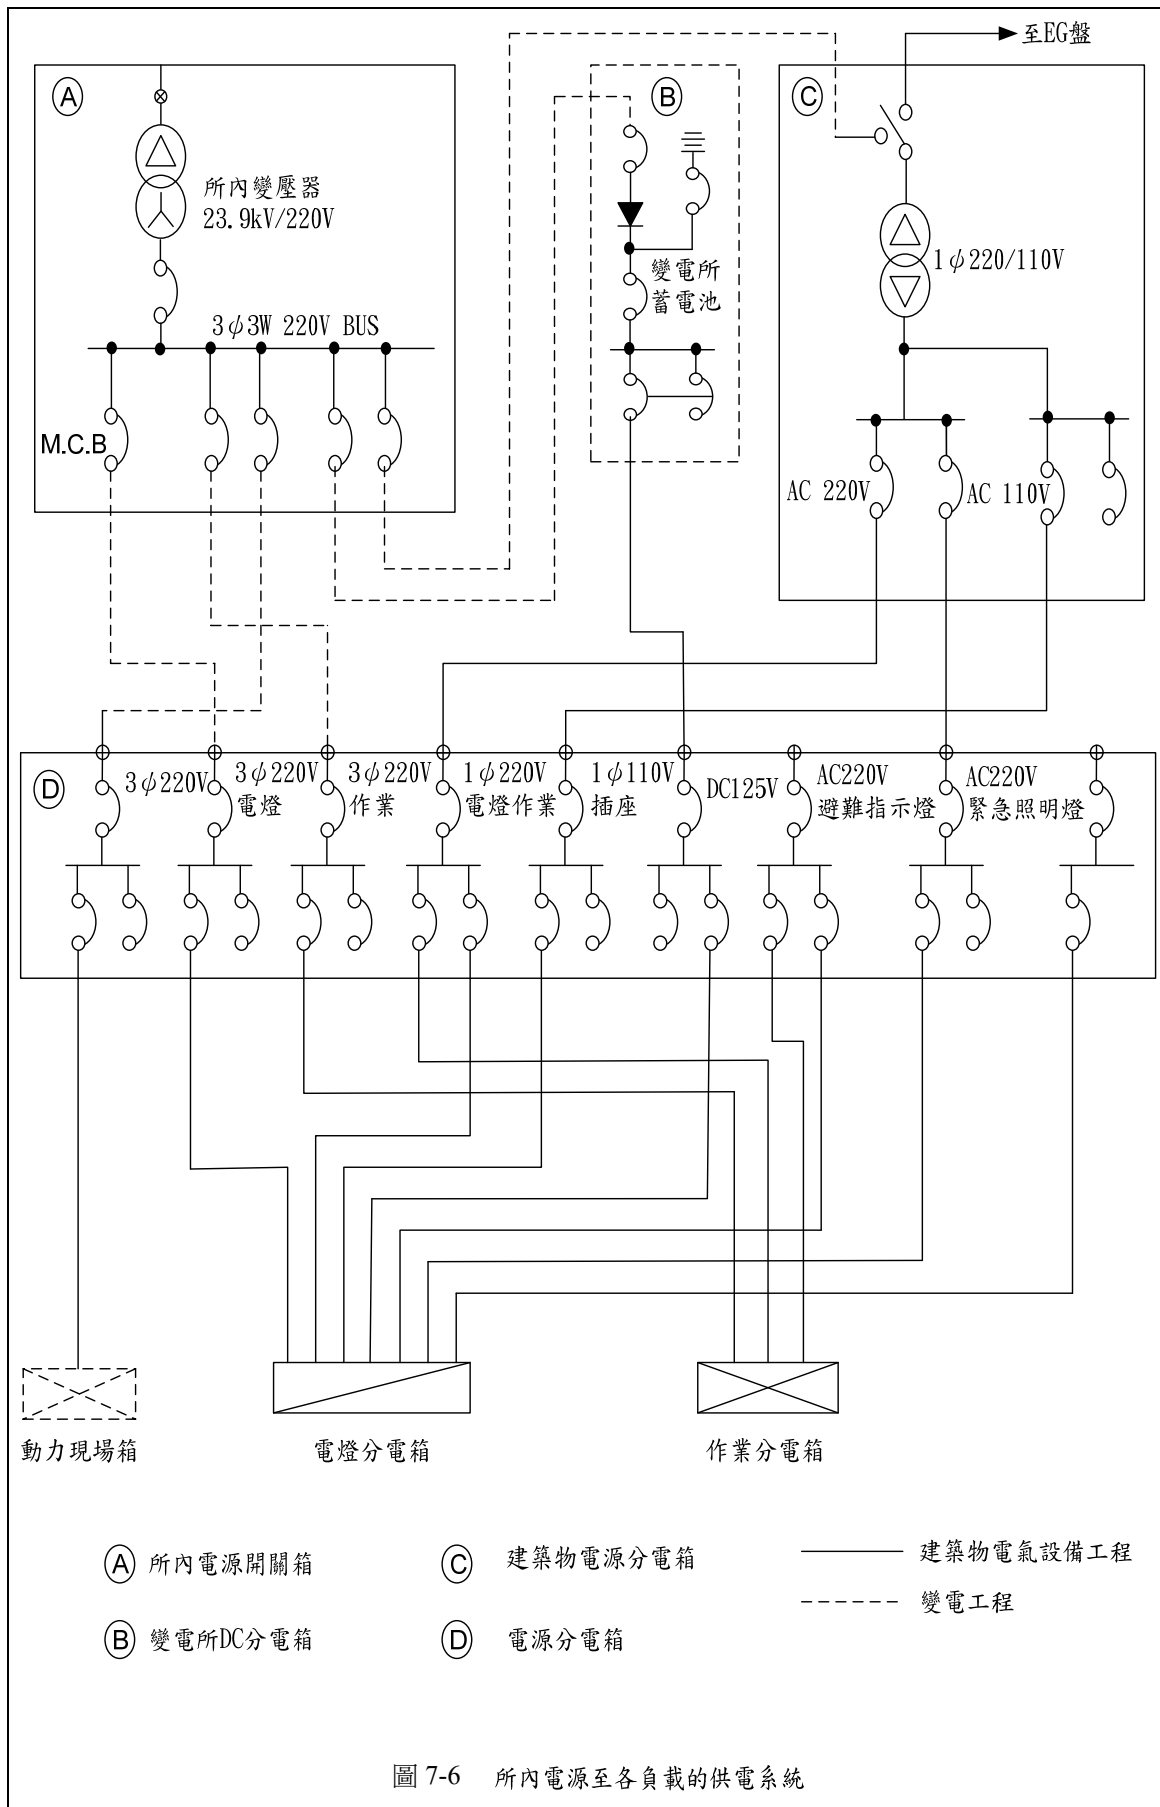 至EG盤
A
B
C
所內變壓器
23.9kV/220V
3φ3W 220V BUS
M.C.B
變電所
蓄電池
1φ220/110V
AC 220V
AC 110V
D
3φ220V
3φ220V
電燈
3φ220V
作業
1φ220V
電燈作業
1φ110V
插座
DC125V
AC220V
避難指示燈
AC220V
緊急照明燈
動力現場箱
電燈分電箱
作業分電箱
A 所內電源開關箱
C 建築物電源分電箱
建築物電氣設備工程
變電工程
B 變電所DC分電箱
D 電源分電箱
圖 7-6 所內電源至各負載的供電系統